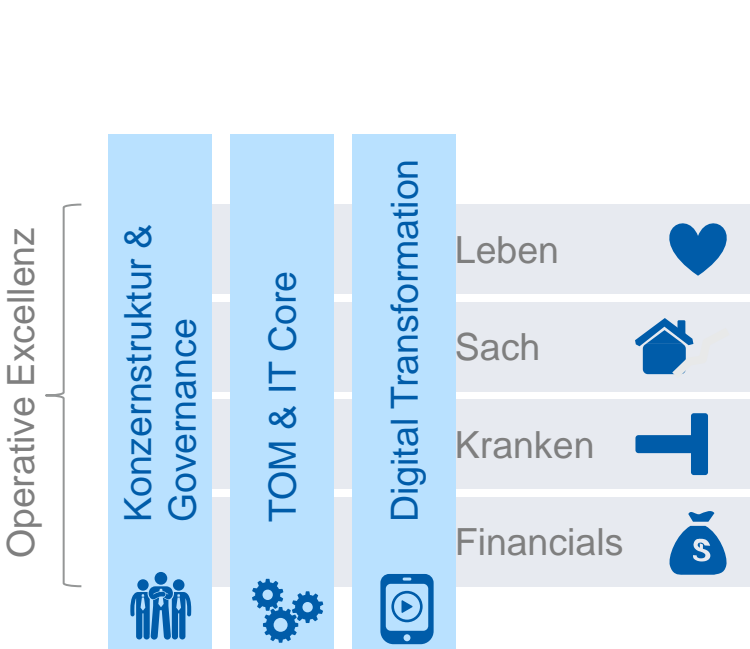 Operative Excellenz
Konzernstruktur &
Governance
TOM & IT Core
Digital Transformation
Leben
Sach
Kranken
Financials
$